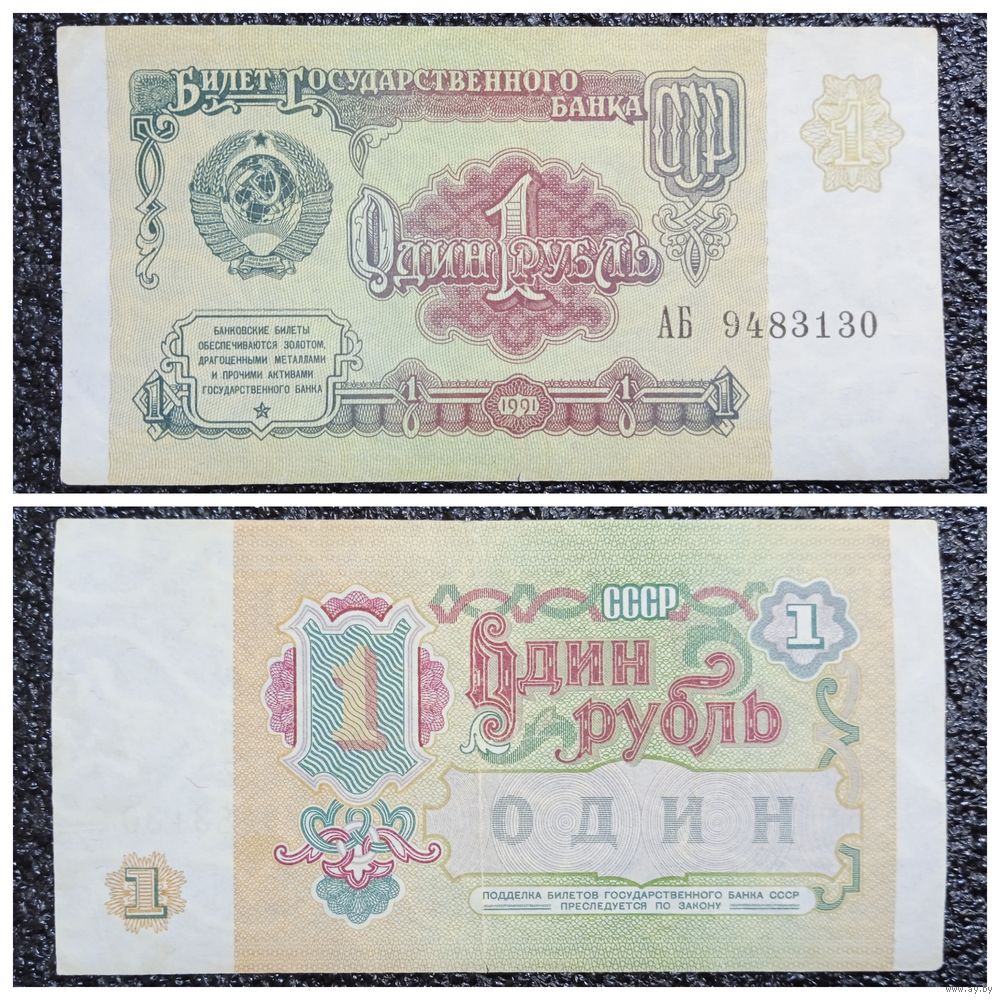 Билет Государственного
Банка СССР
1
1
Один рубль
АБ 9483130
БАНКОВСКИЕ БИЛЕТЫ
ОБЕСПЕЧИВАЮТСЯ ЗОЛОТОМ,
ДРАГОЦЕННЫМИ МЕТАЛЛАМИ
И ПРОЧИМИ АКТИВАМИ
ГОСУДАРСТВЕННОГО БАНКА
1 1 1991 1 1
СССР
1
1
Один
рубль
ОДИН
1
1
ПОДДЕЛКА БИЛЕТОВ ГОСУДАРСТВЕННОГО БАНКА СССР
ПРЕСЛЕДУЕТСЯ ПО ЗАКОНУ
www.ay.by